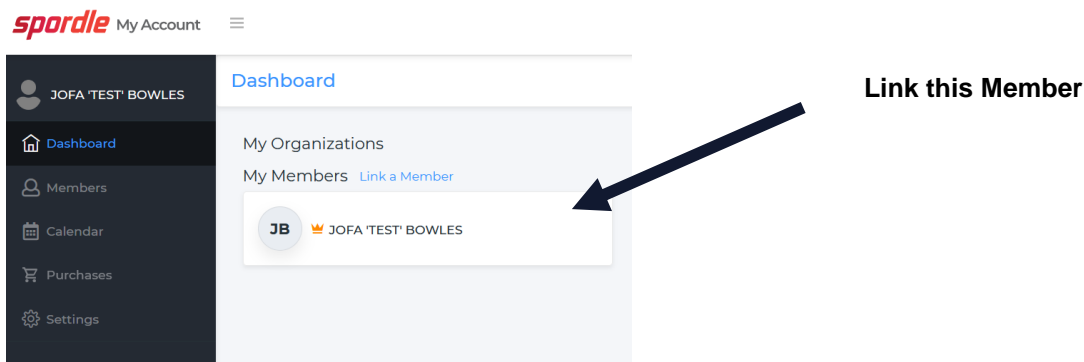 spordle My Account
JOFA 'TEST' BOWLES
Dashboard
Members
Calendar
Purchases
Settings
Dashboard
My Organizations
My Members Link a Member
JB JOFA 'TEST' BOWLES
Link this Member